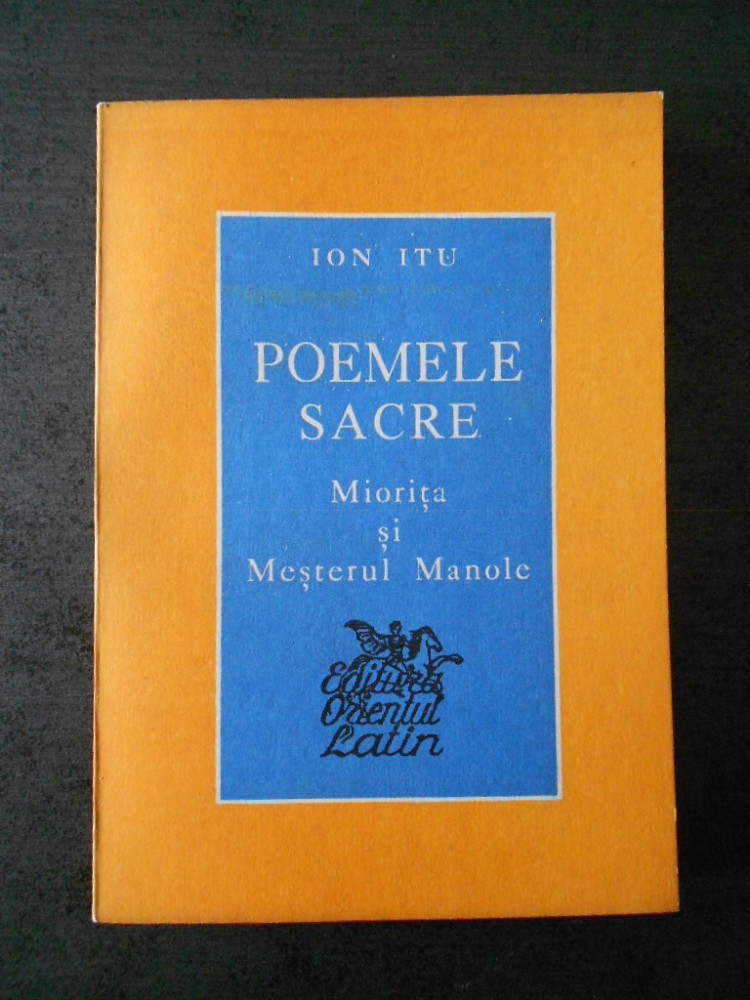 ION ITU
POEMELE
SACRE
Miorița
și
Meșterul Manole
Editura
Orientul
Latin